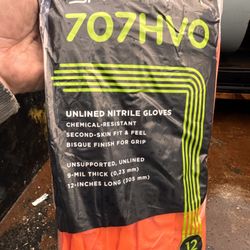 707HVO
UNLINED NITRILE GLOVES
CHEMICAL-RESISTANT
SECOND-SKIN FIT & FEEL
BISQUE FINISH FOR GRIP
UNSUPPORTED, UNLINED
9-MIL THICK (0,23 mm)
12-INCHES LONG (305 mm)
12